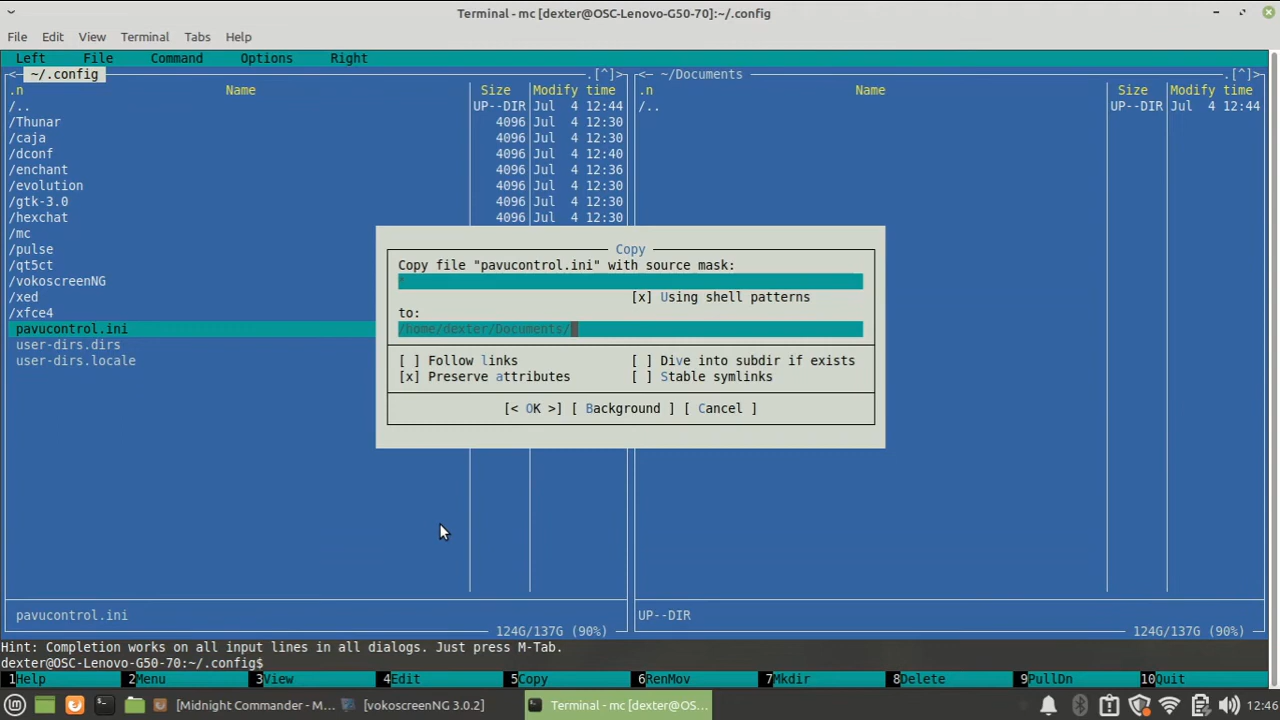 Terminal - mc [dexter@OSC-Lenovo-G50-70]:~/.config
File Edit View Terminal Tabs Help
Left File Command Options Right
<─ ~/.config .[^]>
.n Name Size Modify time
/.. UP--DIR Jul 4 12:44
/Thunar 4096 Jul 4 12:30
/caja 4096 Jul 4 12:30
/dconf 4096 Jul 4 12:40
/enchant 4096 Jul 4 12:36
/evolution 4096 Jul 4 12:30
/gtk-3.0 4096 Jul 4 12:30
/hexchat 4096 Jul 4 12:30
/mc
/pulse
/qt5ct
/vokoscreenNG
/xed
/xfce4
pavucontrol.ini
user-dirs.dirs
user-dirs.locale
pavucontrol.ini
124G/137G (90%)
<─ ~/Documents .[^]>
.n Name Size Modify time
/.. UP--DIR Jul 4 12:44
UP--DIR
124G/137G (90%)
Copy
Copy file "pavucontrol.ini" with source mask:
*
[x] Using shell patterns
to:
/home/dexter/Documents/
[ ] Follow links [ ] Dive into subdir if exists
[x] Preserve attributes [ ] Stable symlinks
[< OK >] [ Background ] [ Cancel ]
Hint: Completion works on all input lines in all dialogs. Just press M-Tab.
dexter@OSC-Lenovo-G50-70:~/.config$
1Help 2Menu 3View 4Edit 5Copy 6RenMov 7Mkdir 8Delete 9PullDn 10Quit
[Midnight Commander - M... [vokoscreenNG 3.0.2] Terminal - mc [dexter@OS... 12:46